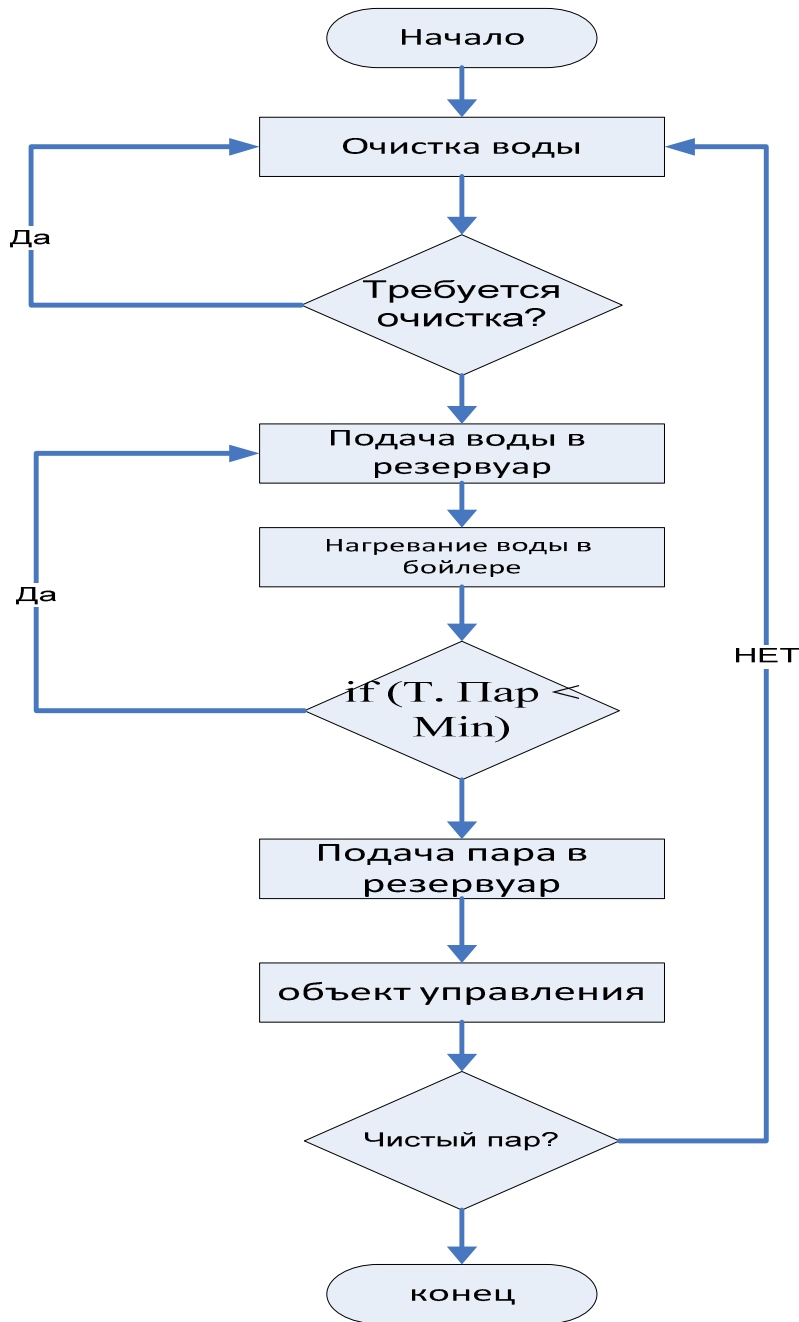 Начало
Очистка воды
Да
Требуется
очистка?
Подача воды в
резервуар
Нагревание воды в
бойлере
Да
НЕТ
if (Т. Пар <
Min)
Подача пара в
резервуар
объект управления
Чистый пар?
конец